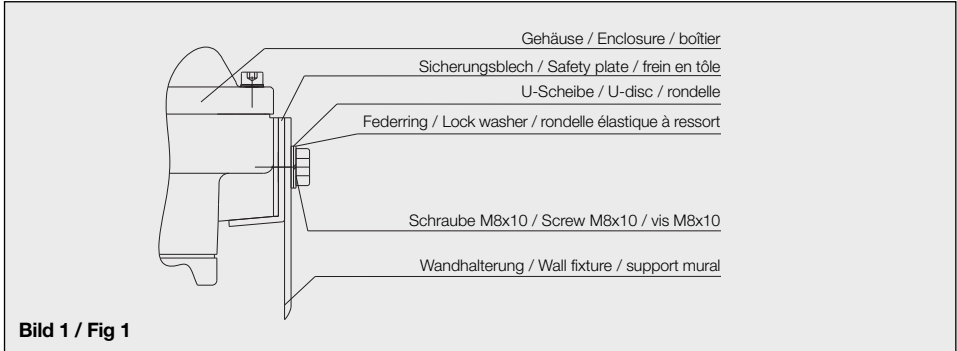 Gehäuse / Enclosure / boîtier
Sicherungsblech / Safety plate / frein en tôle
U-Scheibe / U-disc / rondelle
Federring / Lock washer / rondelle élastique à ressort
Schraube M8x10 / Screw M8x10 / vis M8x10
Wandhalterung / Wall fixture / support mural
Bild 1 / Fig 1